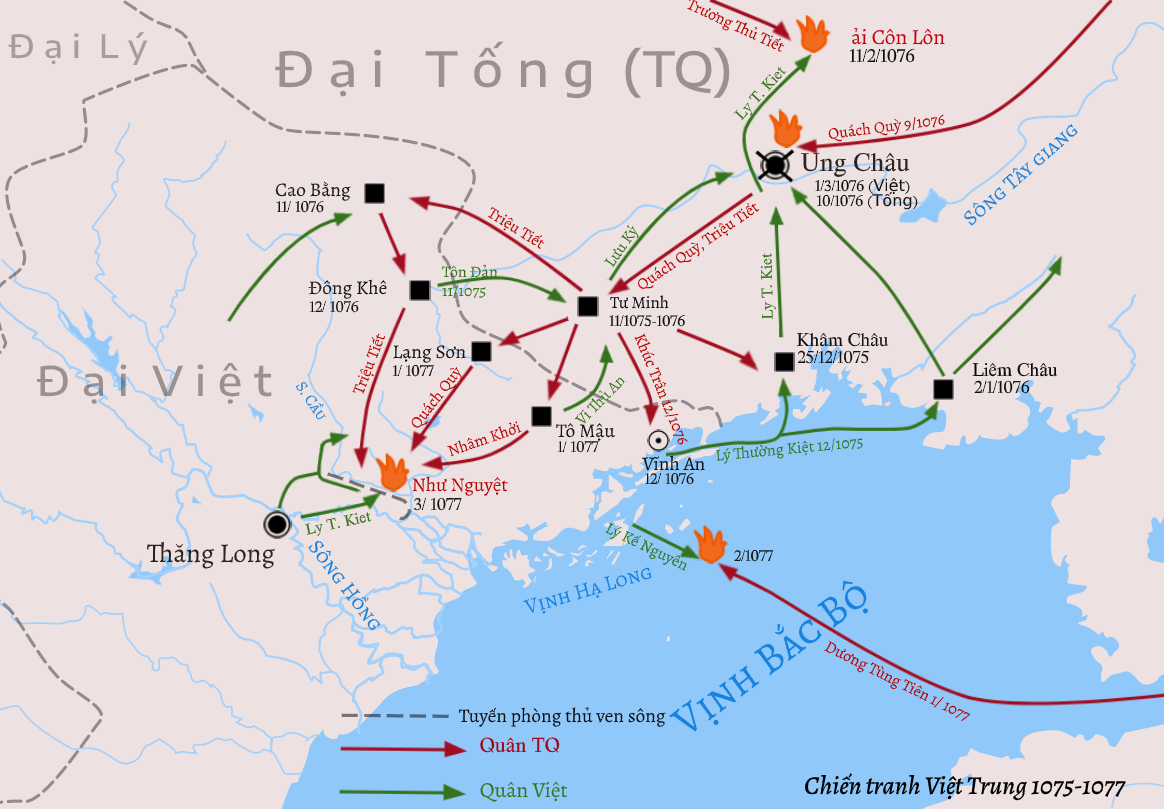 Trương Thủ Tiết
ải Côn Lôn
11/2/1076
Đại Lý
Đại Tống (TQ)
Ly T. Kiet
Quách Quỳ 9/1076
Ung Châu
1/3/1076 (Việt)
10/1076 (Tống)
SÔNG TÂY GIANG
Cao Bằng
11/ 1076
Triệu Tiết
Lưu Kỷ
Quách Quỳ, Triệu Tiết
Tôn Đản
11/1075
Đông Khê
12/ 1076
Tư Minh
11/1075-1076
Ly T. Kiet
Khâm Châu
25/12/1075
Lạng Sơn
1/ 1077
Triệu Tiết
Khúc Trân 12/1076
Liêm Châu
2/1/1076
Đại Việt
S. CẦU
Quách Quỳ
Vi Thủ An
Nhâm Khởi
Tô Mậu
1/ 1077
Lý Thường Kiệt 12/1075
Vĩnh An
12/ 1076
Như Nguyệt
3/ 1077
Ly T. Kiet
Thăng Long
SÔNG HỒNG
Lý Kế Nguyên
2/1077
VỊNH HẠ LONG
VỊNH BẮC BỘ
Dương Tùng Tiên 1/ 1077
Tuyến phòng thủ ven sông
Quân TQ
Quân Việt
Chiến tranh Việt Trung 1075-1077